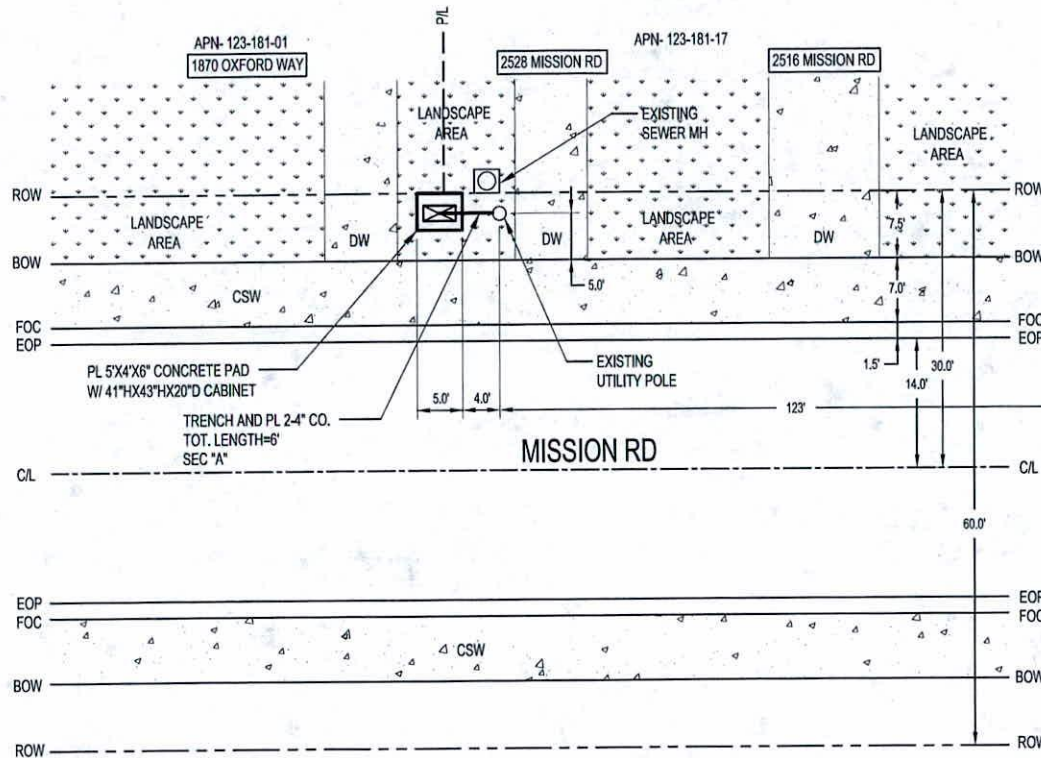 P/L
APN- 123-181-01
1870 OXFORD WAY
APN- 123-181-17
2528 MISSION RD
2516 MISSION RD
LANDSCAPE
AREA
EXISTING
SEWER MH
LANDSCAPE
AREA
ROW
ROW
LANDSCAPE
AREA
DW
DW
LANDSCAPE
AREA
DW
7.5'
BOW
BOW
5.0'
7.0'
CSW
FOC
FOC
EOP
EOP
PL 5'X4'X6" CONCRETE PAD
W/ 41"HX43"HX20"D CABINET
EXISTING
UTILITY POLE
1.5'
14.0'
30.0'
5.0'
4.0'
123'
TRENCH AND PL 2-4" CO.
TOT. LENGTH=6'
SEC "A"
MISSION RD
C/L
C/L
60.0'
EOP
EOP
FOC
FOC
CSW
BOW
BOW
ROW
ROW